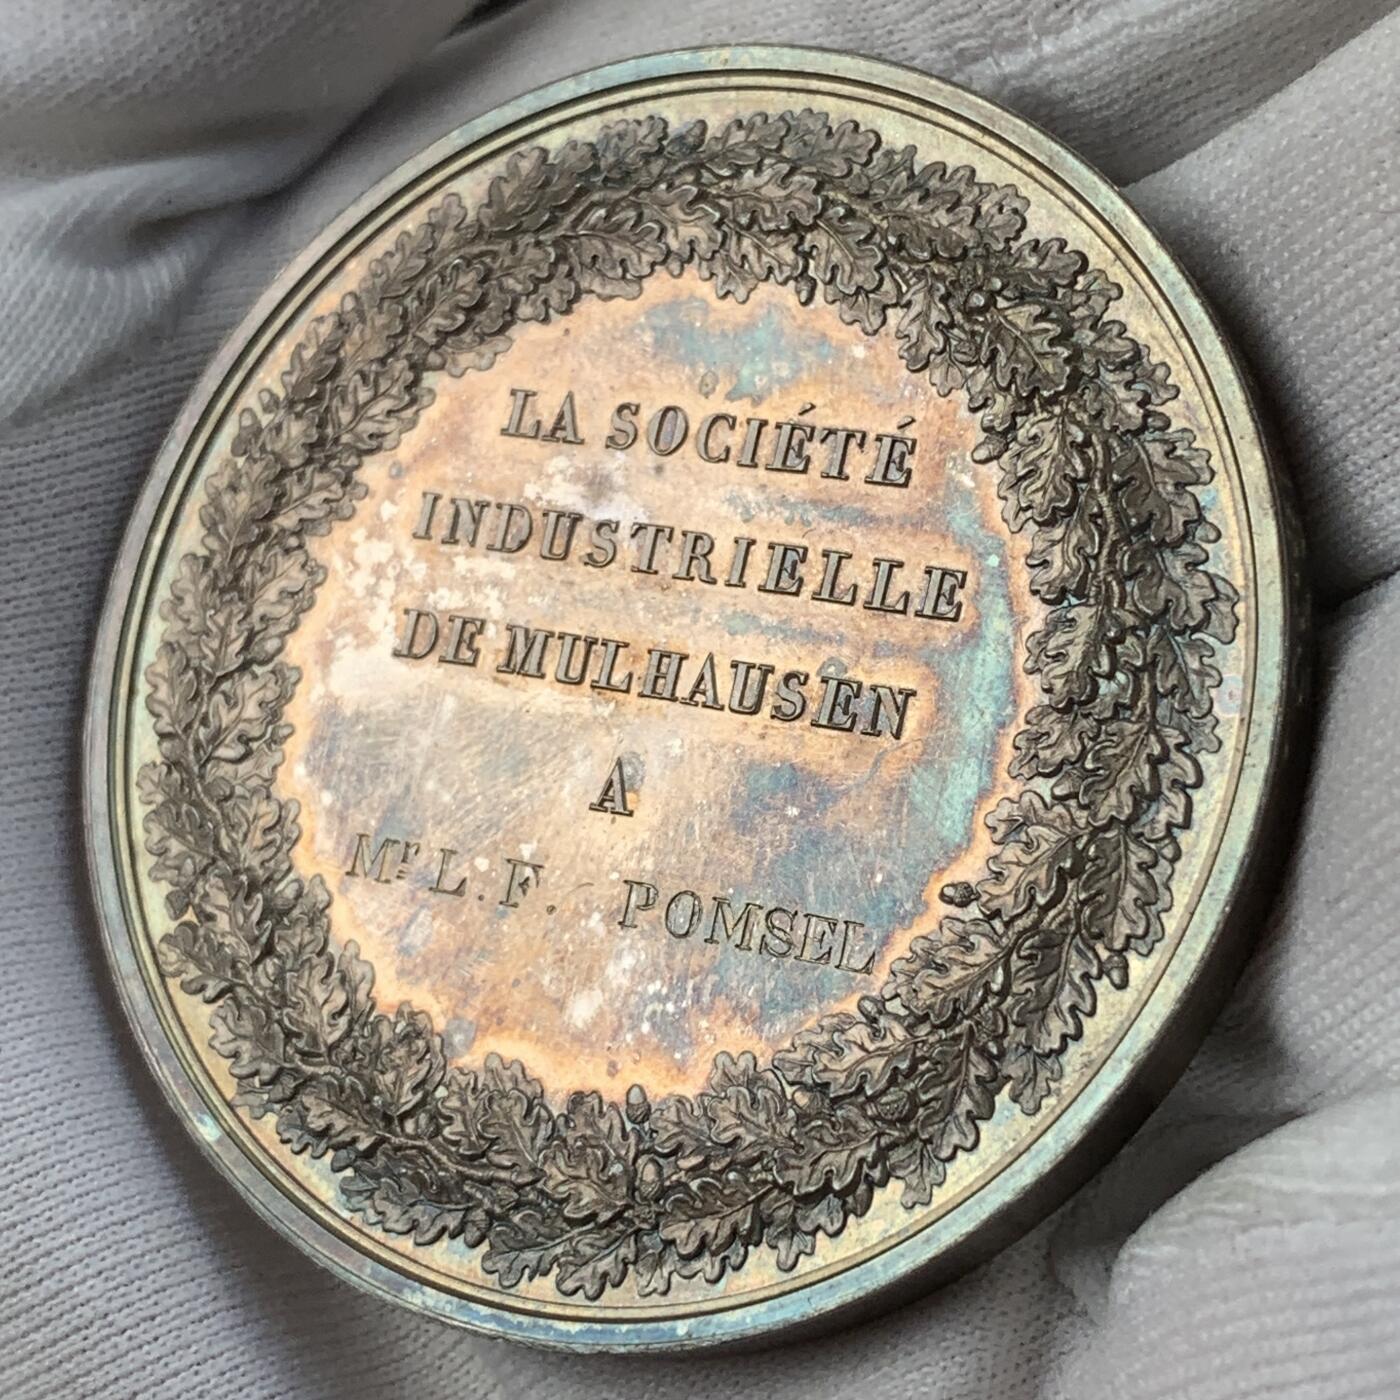 LA SOCIÉTÉ
INDUSTRIELLE
DE MULHAUSEN
A
Mr L. F. POMSEL